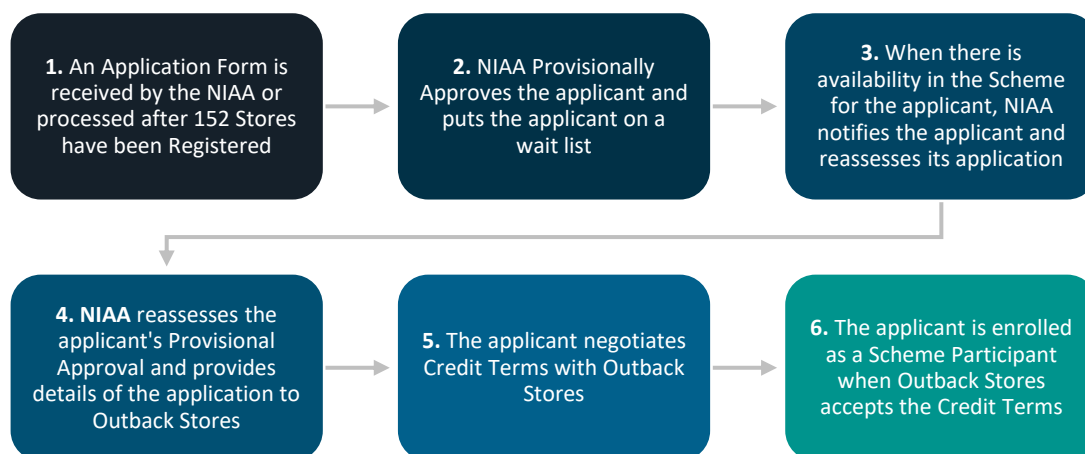 1. An Application Form is
received by the NIAA or
processed after 152 Stores
have been Registered
2. NIAA Provisionally
Approves the applicant and
puts the applicant on a
wait list
3. When there is
availability in the Scheme
for the applicant, NIAA
notifies the applicant and
reassesses its application
4. NIAA reassesses the
applicant's Provisional
Approval and provides
details of the application to
Outback Stores
5. The applicant negotiates
Credit Terms with Outback
Stores
6. The applicant is enrolled
as a Scheme Participant
when Outback Stores
accepts the Credit Terms